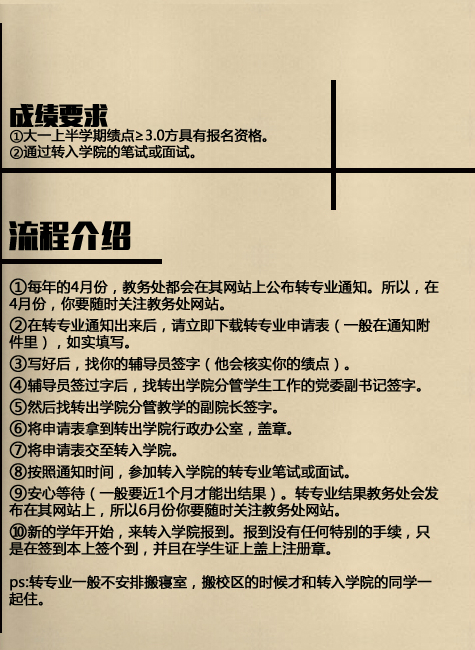 成绩要求
①大一上半学期绩点≥3.0方具有报名资格。
②通过转入学院的笔试或面试。
流程介绍
①每年的4月份，教务处都会在其网站上公布转专业通知。所以，在
4月份，你要随时关注教务处网站。
②在转专业通知出来后，请立即下载转专业申请表（一般在通知附
件里），如实填写。
③写好后，找你的辅导员签字（他会核实你的绩点）。
④辅导员签过字后，找转出学院分管学生工作的党委副书记签字。
⑤然后找转出学院分管教学的副院长签字。
⑥将申请表拿到转出学院行政办公室，盖章。
⑦将申请表交至转入学院。
⑧按照通知时间，参加转入学院的转专业笔试或面试。
⑨安心等待（一般要近1个月才能出结果）。转专业结果教务处会发
布在其网站上，所以6月份你要随时关注教务处网站。
⑩新的学年开始，来转入学院报到。报到没有任何特别的手续，只
是在签到本上签个到，并且在学生证上盖上注册章。
ps:转专业一般不安排搬寝室，搬校区的时候才和转入学院的同学一
起住。